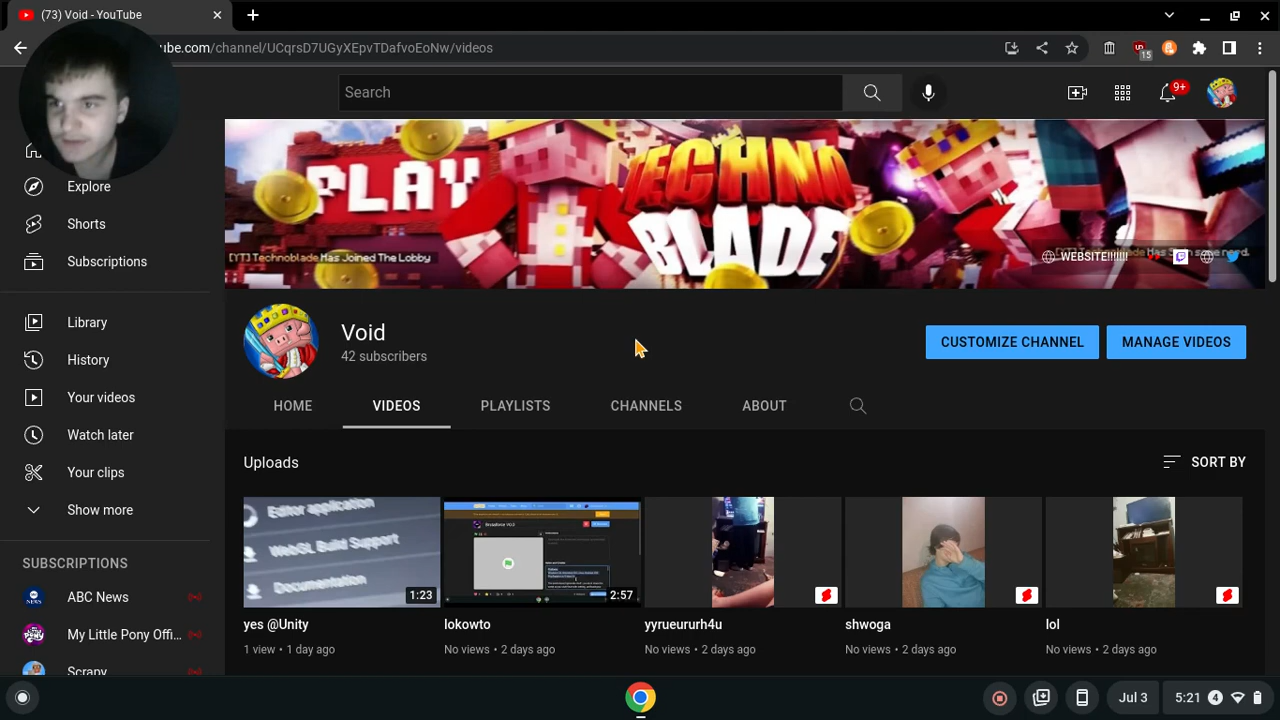 (73) Void - YouTube
ube.com/channel/UCqrsD7UGyXEpvTDafvoEoNw/videos
15
Search
9+
Explore
Shorts
Subscriptions
Library
History
Your videos
Watch later
Your clips
Show more
SUBSCRIPTIONS
ABC News
My Little Pony Offi...
Scrapy
PLAY
TECHNO
BLADE
[YT] Technoblade Has Joined The Lobby
WEBSITE!!!!!!!
Void
42 subscribers
CUSTOMIZE CHANNEL
MANAGE VIDEOS
HOME
VIDEOS
PLAYLISTS
CHANNELS
ABOUT
Uploads
SORT BY
Editor application
WebGL Build Support
Documentation
1:23
2:57
yes @Unity
lokowto
yyrueururh4u
shwoga
lol
1 view • 1 day ago
No views • 2 days ago
No views • 2 days ago
No views • 2 days ago
No views • 2 days ago
Jul 3
5:21
4